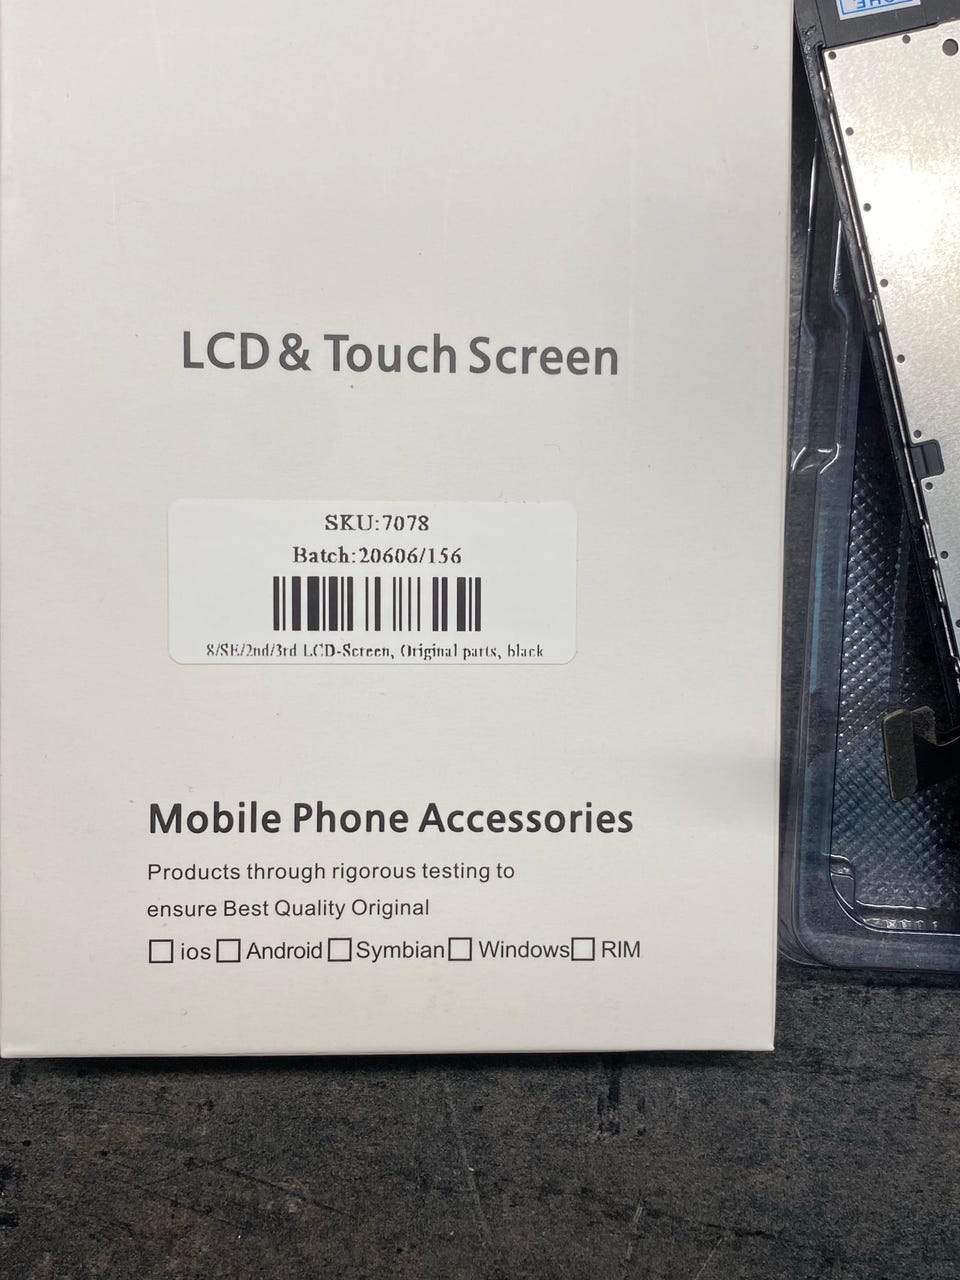 LCD & Touch Screen
SKU:7078
Batch:20606/156
8/SE/2nd/3rd LCD-Screen, Original parts, black
Mobile Phone Accessories
Products through rigorous testing to
ensure Best Quality Original
ios Android Symbian Windows RIM